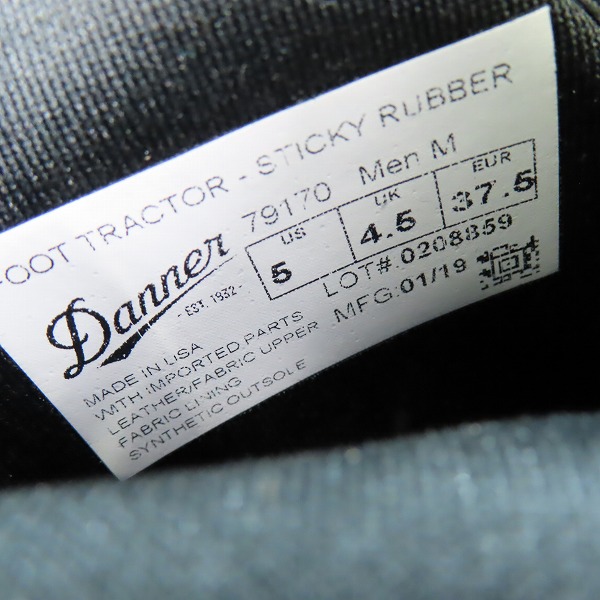 FOOT TRACTOR - STICKY RUBBER
79170 Men M
Danner
- EST. 1932 -
US
5
UK
4.5
EUR
37.5
LOT# 0208859
MFG:01/19
MADE IN USA
WITH IMPORTED PARTS
LEATHER/FABRIC UPPER
FABRIC LINING
SYNTHETIC OUTSOLE